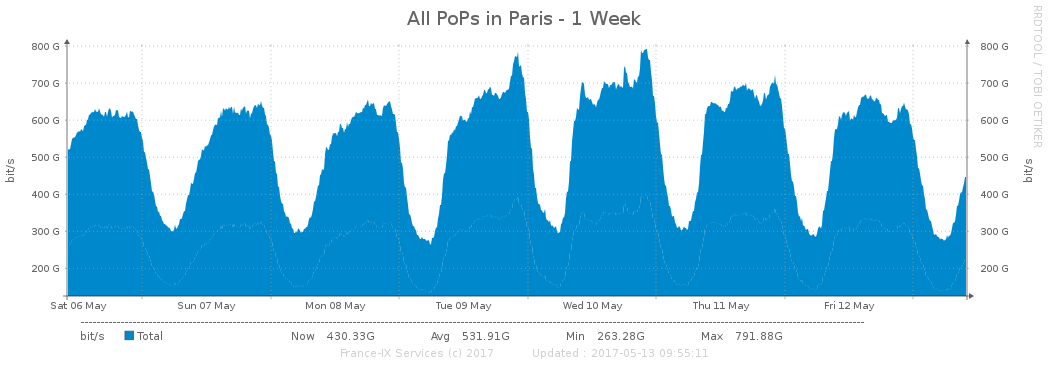 All PoPs in Paris - 1 Week
RRDTOOL / TOBI OETIKER
800 G 800 G
700 G 700 G
600 G 600 G
500 G 500 G
400 G 400 G
300 G 300 G
200 G 200 G
bit/s
bit/s
Sat 06 May Sun 07 May Mon 08 May Tue 09 May Wed 10 May Thu 11 May Fri 12 May
bit/s Total Now 430.33G Avg 531.91G Min 263.28G Max 791.88G
France-IX Services (c) 2017 Updated : 2017-05-13 09:55:11